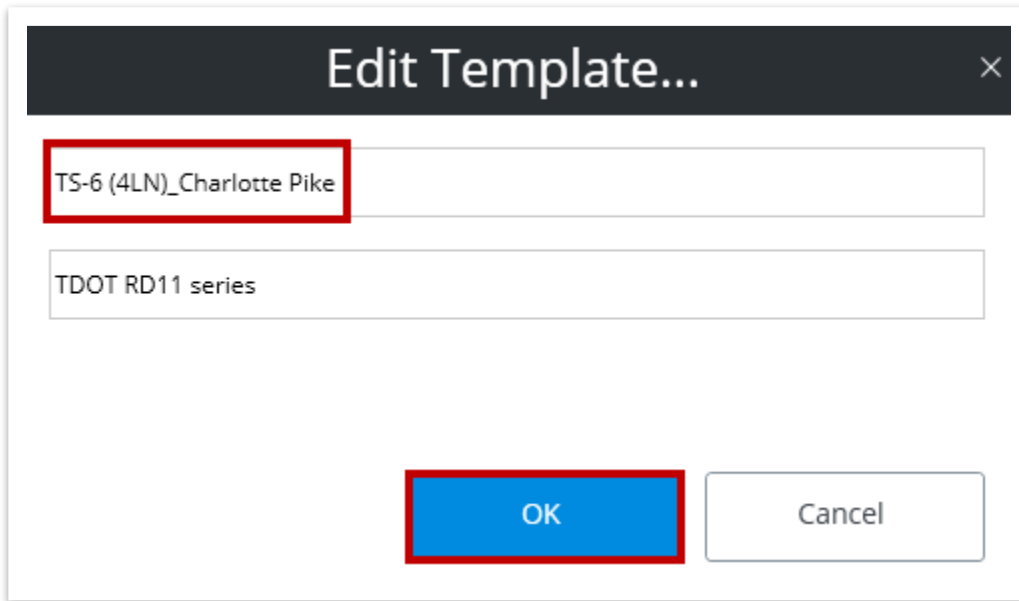 Edit Template...
TS-6 (4LN)_Charlotte Pike
TDOT RD11 series
OK
Cancel